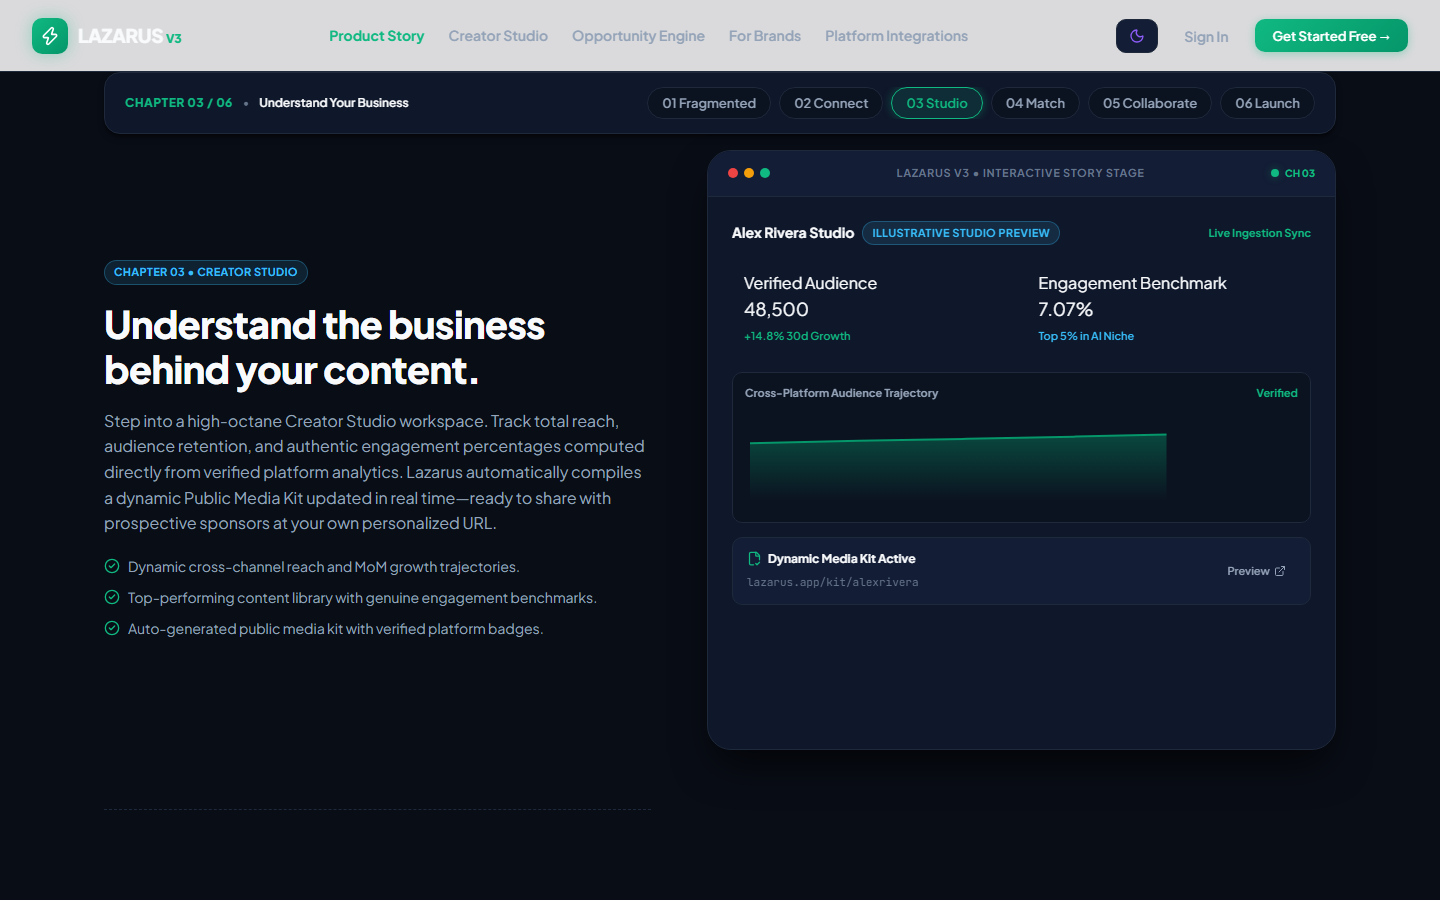 LAZARUS V3
Product Story
Creator Studio
Opportunity Engine
For Brands
Platform Integrations
Sign In
Get Started Free →
CHAPTER 03 / 06 • Understand Your Business
01 Fragmented
02 Connect
03 Studio
04 Match
05 Collaborate
06 Launch
CHAPTER 03 • CREATOR STUDIO
Understand the business
behind your content.
Step into a high-octane Creator Studio workspace. Track total reach,
audience retention, and authentic engagement percentages computed
directly from verified platform analytics. Lazarus automatically compiles
a dynamic Public Media Kit updated in real time—ready to share with
prospective sponsors at your own personalized URL.
Dynamic cross-channel reach and MoM growth trajectories.
Top-performing content library with genuine engagement benchmarks.
Auto-generated public media kit with verified platform badges.
LAZARUS V3 • INTERACTIVE STORY STAGE
CH 03
Alex Rivera Studio
ILLUSTRATIVE STUDIO PREVIEW
Live Ingestion Sync
Verified Audience
48,500
+14.8% 30d Growth
Engagement Benchmark
7.07%
Top 5% in AI Niche
Cross-Platform Audience Trajectory
Verified
Dynamic Media Kit Active
lazarus.app/kit/alexrivera
Preview